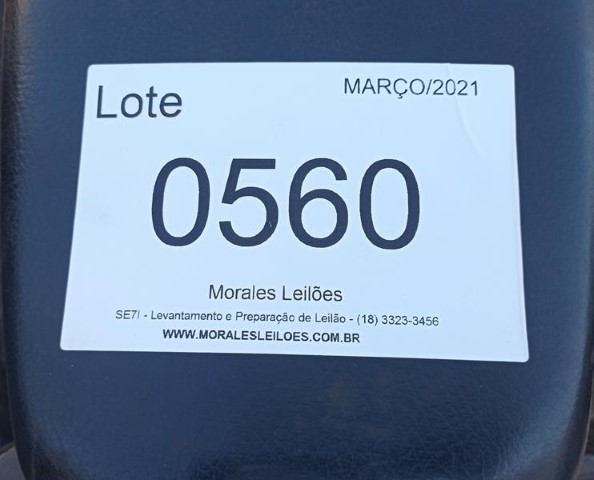 Lote
MARÇO/2021
0560
Morales Leilões
SE7I - Levantamento e Preparação de Leilão - (18) 3323-3456
WWW.MORALESLEILOES.COM.BR